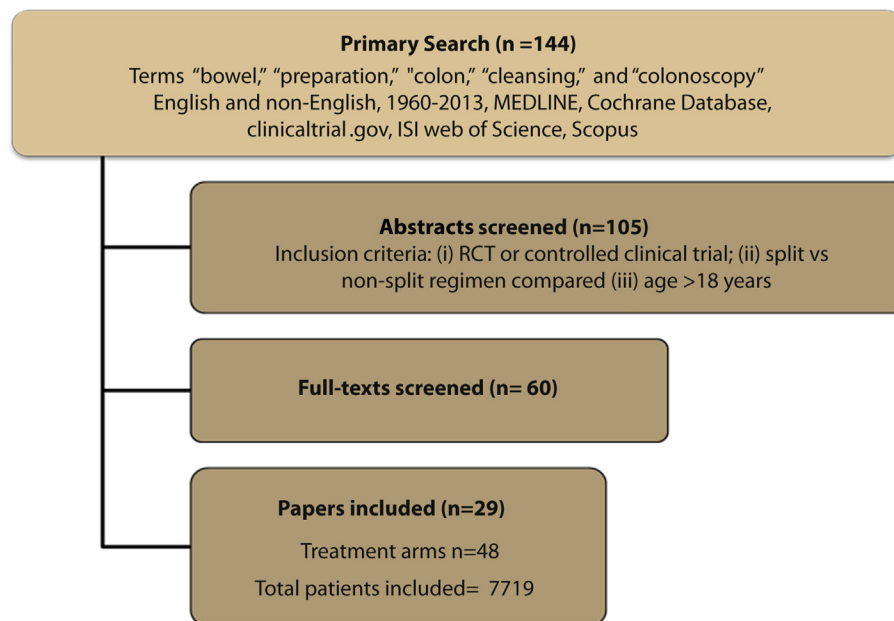 Primary Search (n =144)
Terms “bowel,” “preparation,” "colon,” “cleansing,” and “colonoscopy”
English and non-English, 1960-2013, MEDLINE, Cochrane Database,
clinicaltrial.gov, ISI web of Science, Scopus
Abstracts screened (n=105)
Inclusion criteria: (i) RCT or controlled clinical trial; (ii) split vs
non-split regimen compared (iii) age >18 years
Full-texts screened (n= 60)
Papers included (n=29)
Treatment arms n=48
Total patients included= 7719